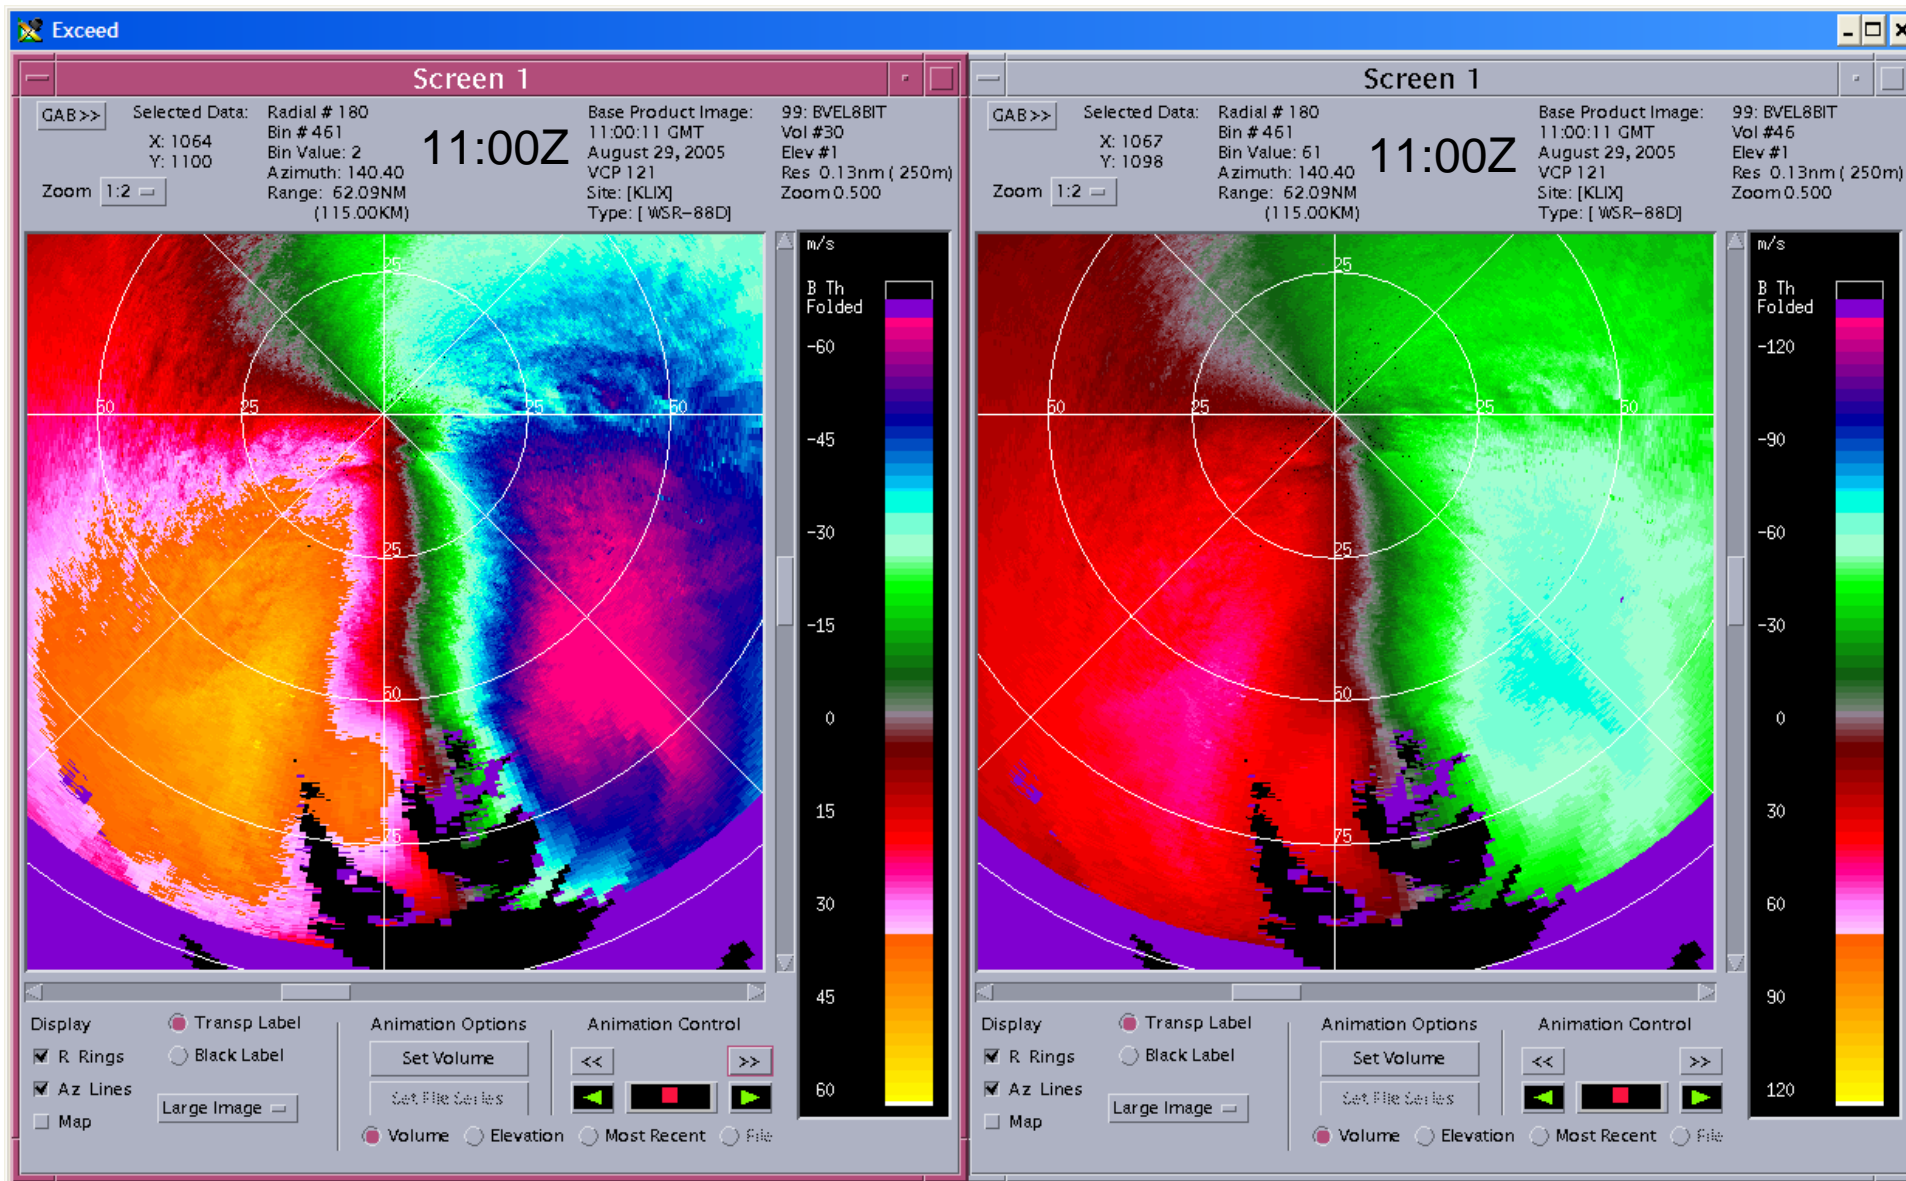 Exceed
Screen 1
GAB>>
Selected Data:
X: 1064
Y: 1100
Zoom 1:2
Radial # 180
Bin # 461
Bin Value: 2
Azimuth: 140.40
Range: 62.09NM
(115.00KM)
11:00Z
Base Product Image:
11:00:11 GMT
August 29, 2005
VCP 121
Site: [KLIX]
Type: [ WSR-88D]
99: BVEL8BIT
Vol #30
Elev #1
Res 0.13nm ( 250m)
Zoom 0.500
25
50 25 25 50
25
50
75
m/s
B Th
Folded
-60
-45
-30
-15
0
15
30
45
60
Display
R Rings
Az Lines
Map
Transp Label
Black Label
Large Image
Animation Options
Set Volume
Set File Series
Animation Control
<< >>
Volume Elevation Most Recent File
Screen 1
GAB>>
Selected Data:
X: 1067
Y: 1098
Zoom 1:2
Radial # 180
Bin # 461
Bin Value: 61
Azimuth: 140.40
Range: 62.09NM
(115.00KM)
11:00Z
Base Product Image:
11:00:11 GMT
August 29, 2005
VCP 121
Site: [KLIX]
Type: [ WSR-88D]
99: BVEL8BIT
Vol #46
Elev #1
Res 0.13nm ( 250m)
Zoom 0.500
25
50 25 25 50
25
50
75
m/s
B Th
Folded
-120
-90
-60
-30
0
30
60
90
120
Display
R Rings
Az Lines
Map
Transp Label
Black Label
Large Image
Animation Options
Set Volume
Set File Series
Animation Control
<< >>
Volume Elevation Most Recent File